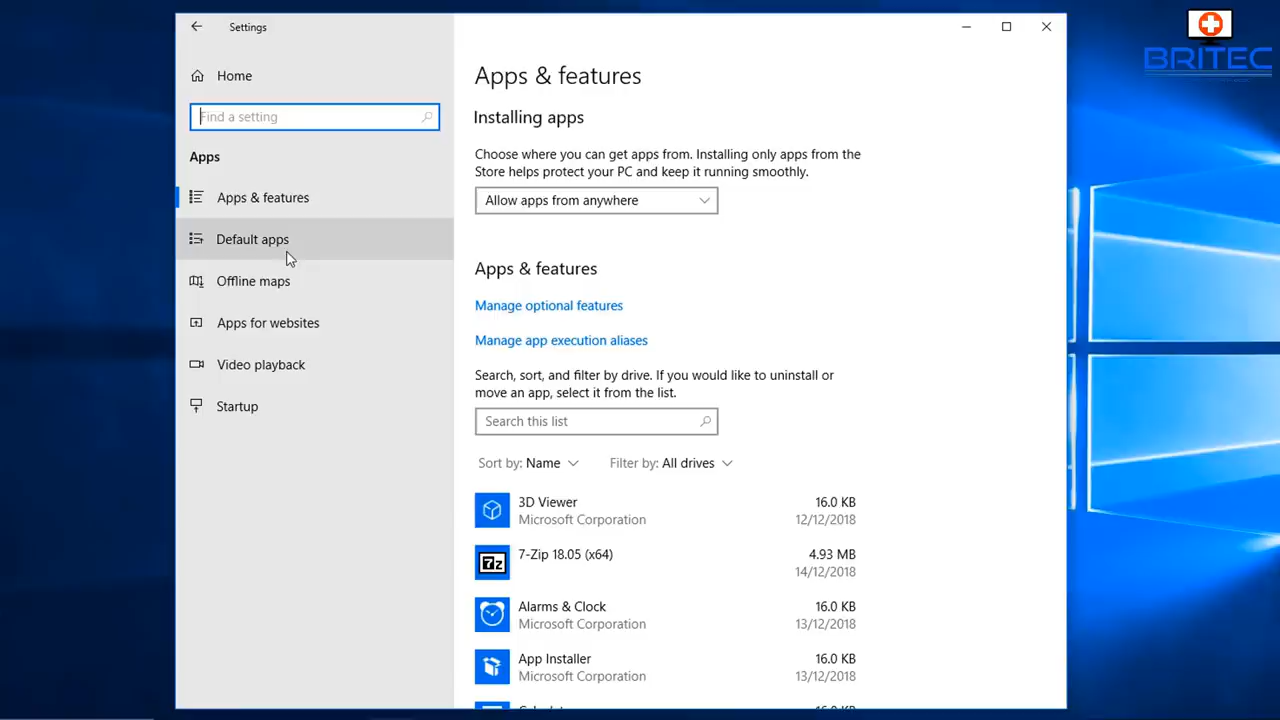 Settings
BRITEC
Home
Find a setting
Apps
Apps & features
Default apps
Offline maps
Apps for websites
Video playback
Startup
Apps & features
Installing apps
Choose where you can get apps from. Installing only apps from the
Store helps protect your PC and keep it running smoothly.
Allow apps from anywhere
Apps & features
Manage optional features
Manage app execution aliases
Search, sort, and filter by drive. If you would like to uninstall or
move an app, select it from the list.
Search this list
Sort by: Name Filter by: All drives
3D Viewer 16.0 KB
Microsoft Corporation 12/12/2018
7-Zip 18.05 (x64) 4.93 MB
7z 14/12/2018
Alarms & Clock 16.0 KB
Microsoft Corporation 13/12/2018
App Installer 16.0 KB
Microsoft Corporation 13/12/2018